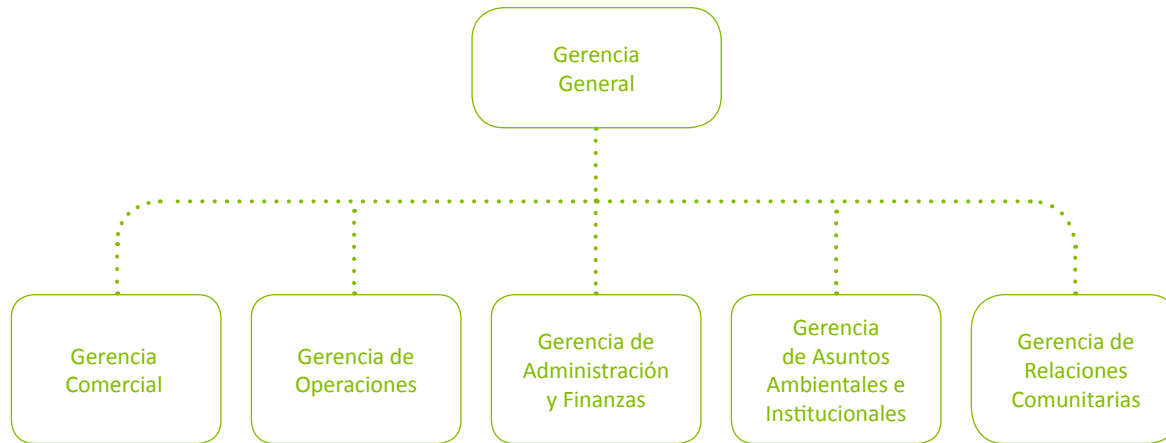 Gerencia
General
Gerencia
Comercial
Gerencia de
Operaciones
Gerencia de
Administración
y Finanzas
Gerencia
de Asuntos
Ambientales e
Institucionales
Gerencia de
Relaciones
Comunitarias